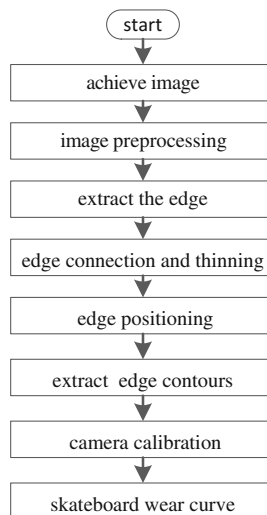 start
achieve image
image preprocessing
extract the edge
edge connection and thinning
edge positioning
extract edge contours
camera calibration
skateboard wear curve